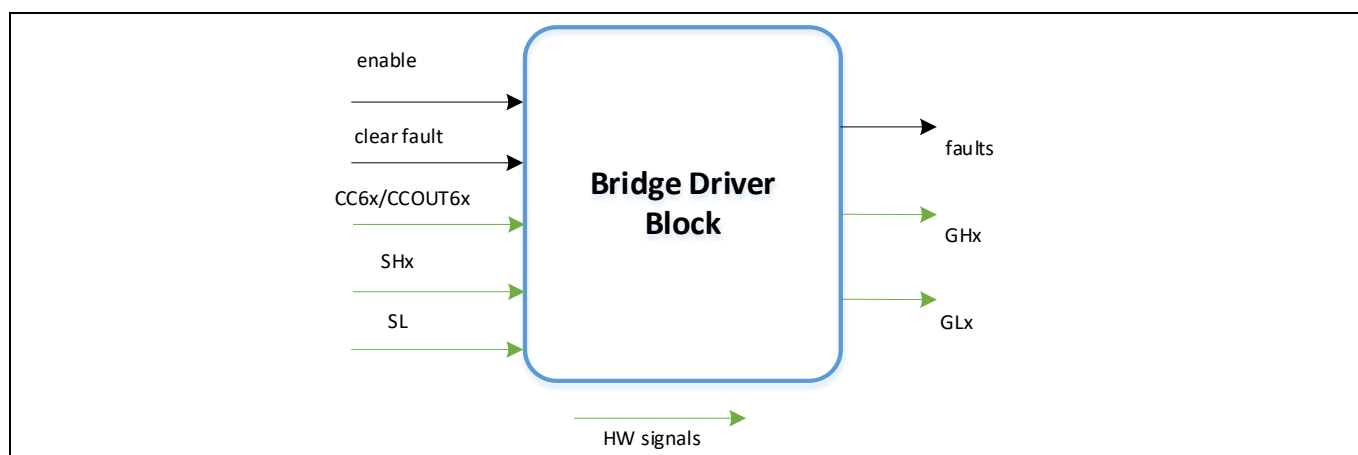 enable
clear fault
CC6x/CCOUT6x
SHx
SL
Bridge Driver
Block
faults
GHx
GLx
HW signals